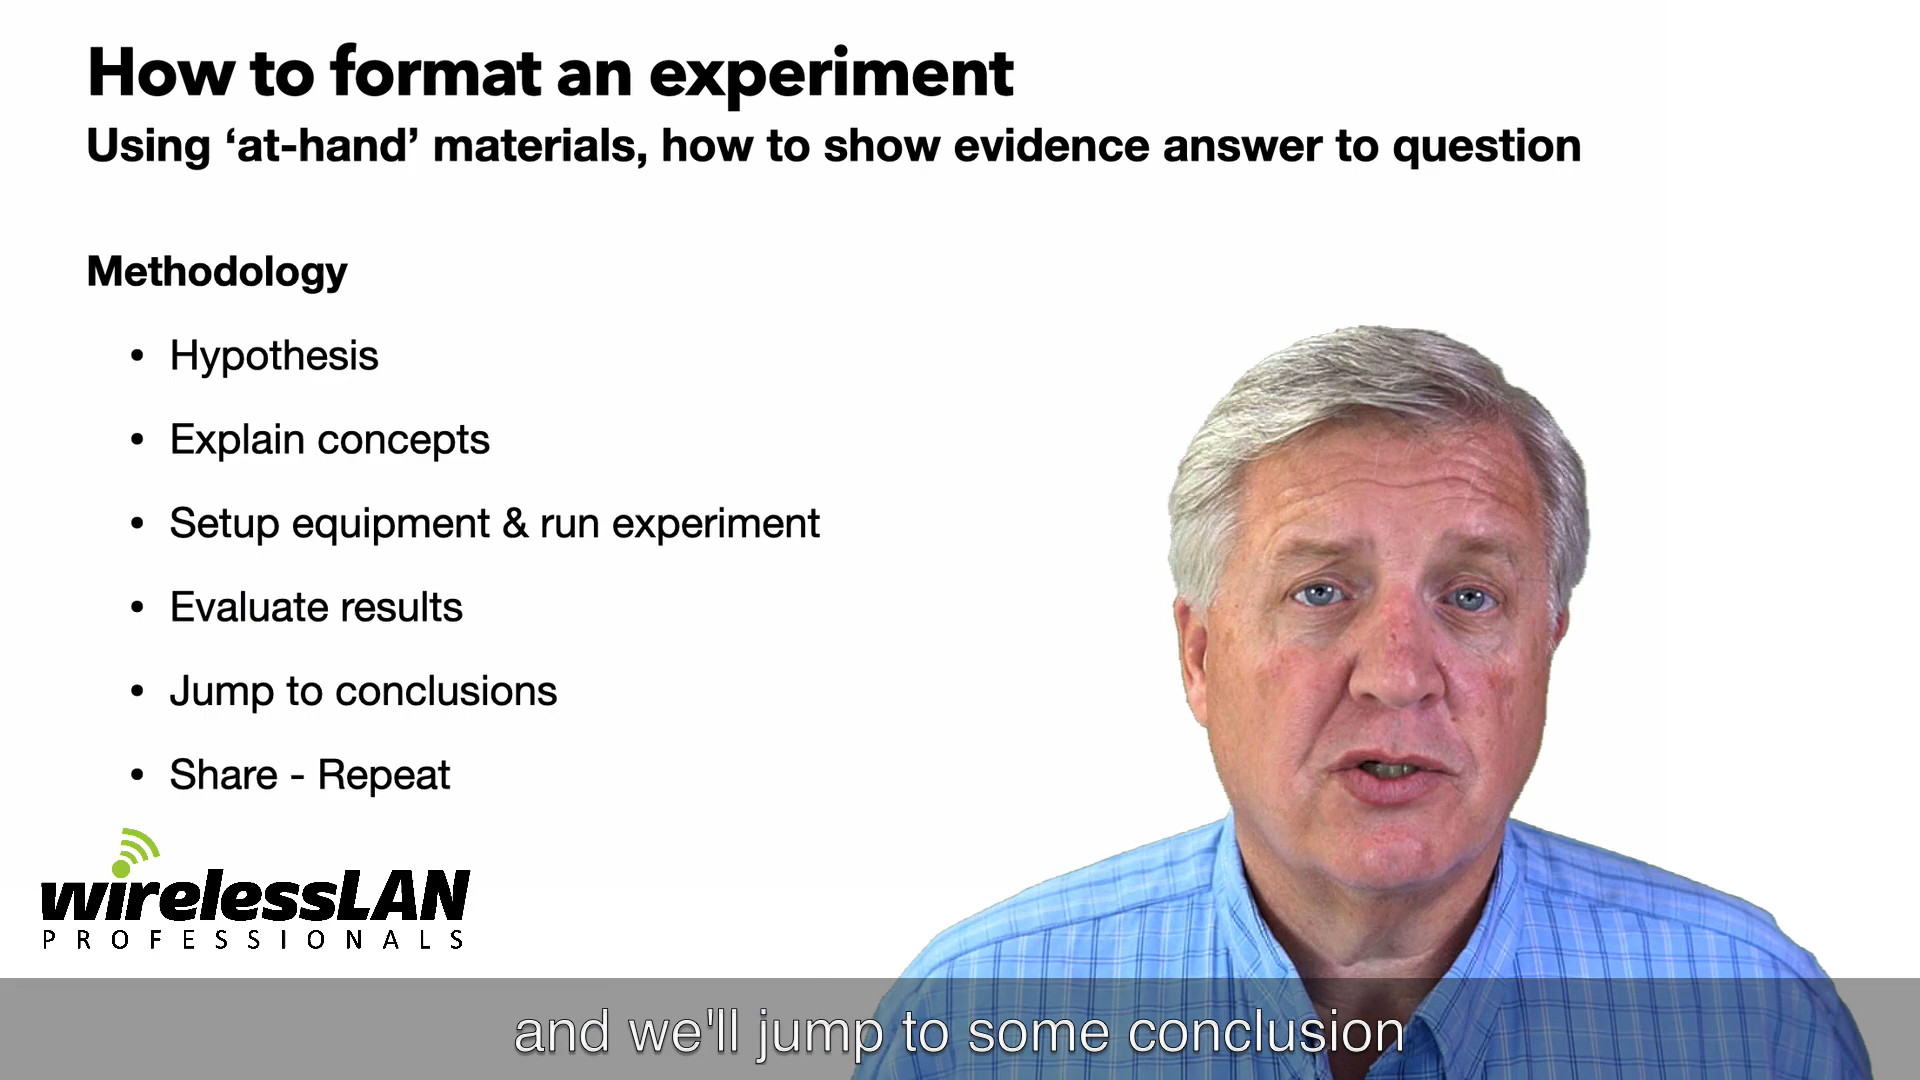 How to format an experiment
Using ‘at-hand’ materials, how to show evidence answer to question
Methodology
• Hypothesis
• Explain concepts
• Setup equipment & run experiment
• Evaluate results
• Jump to conclusions
• Share - Repeat
wirelessLAN
PROFESSIONALS
and we'll jump to some conclusion